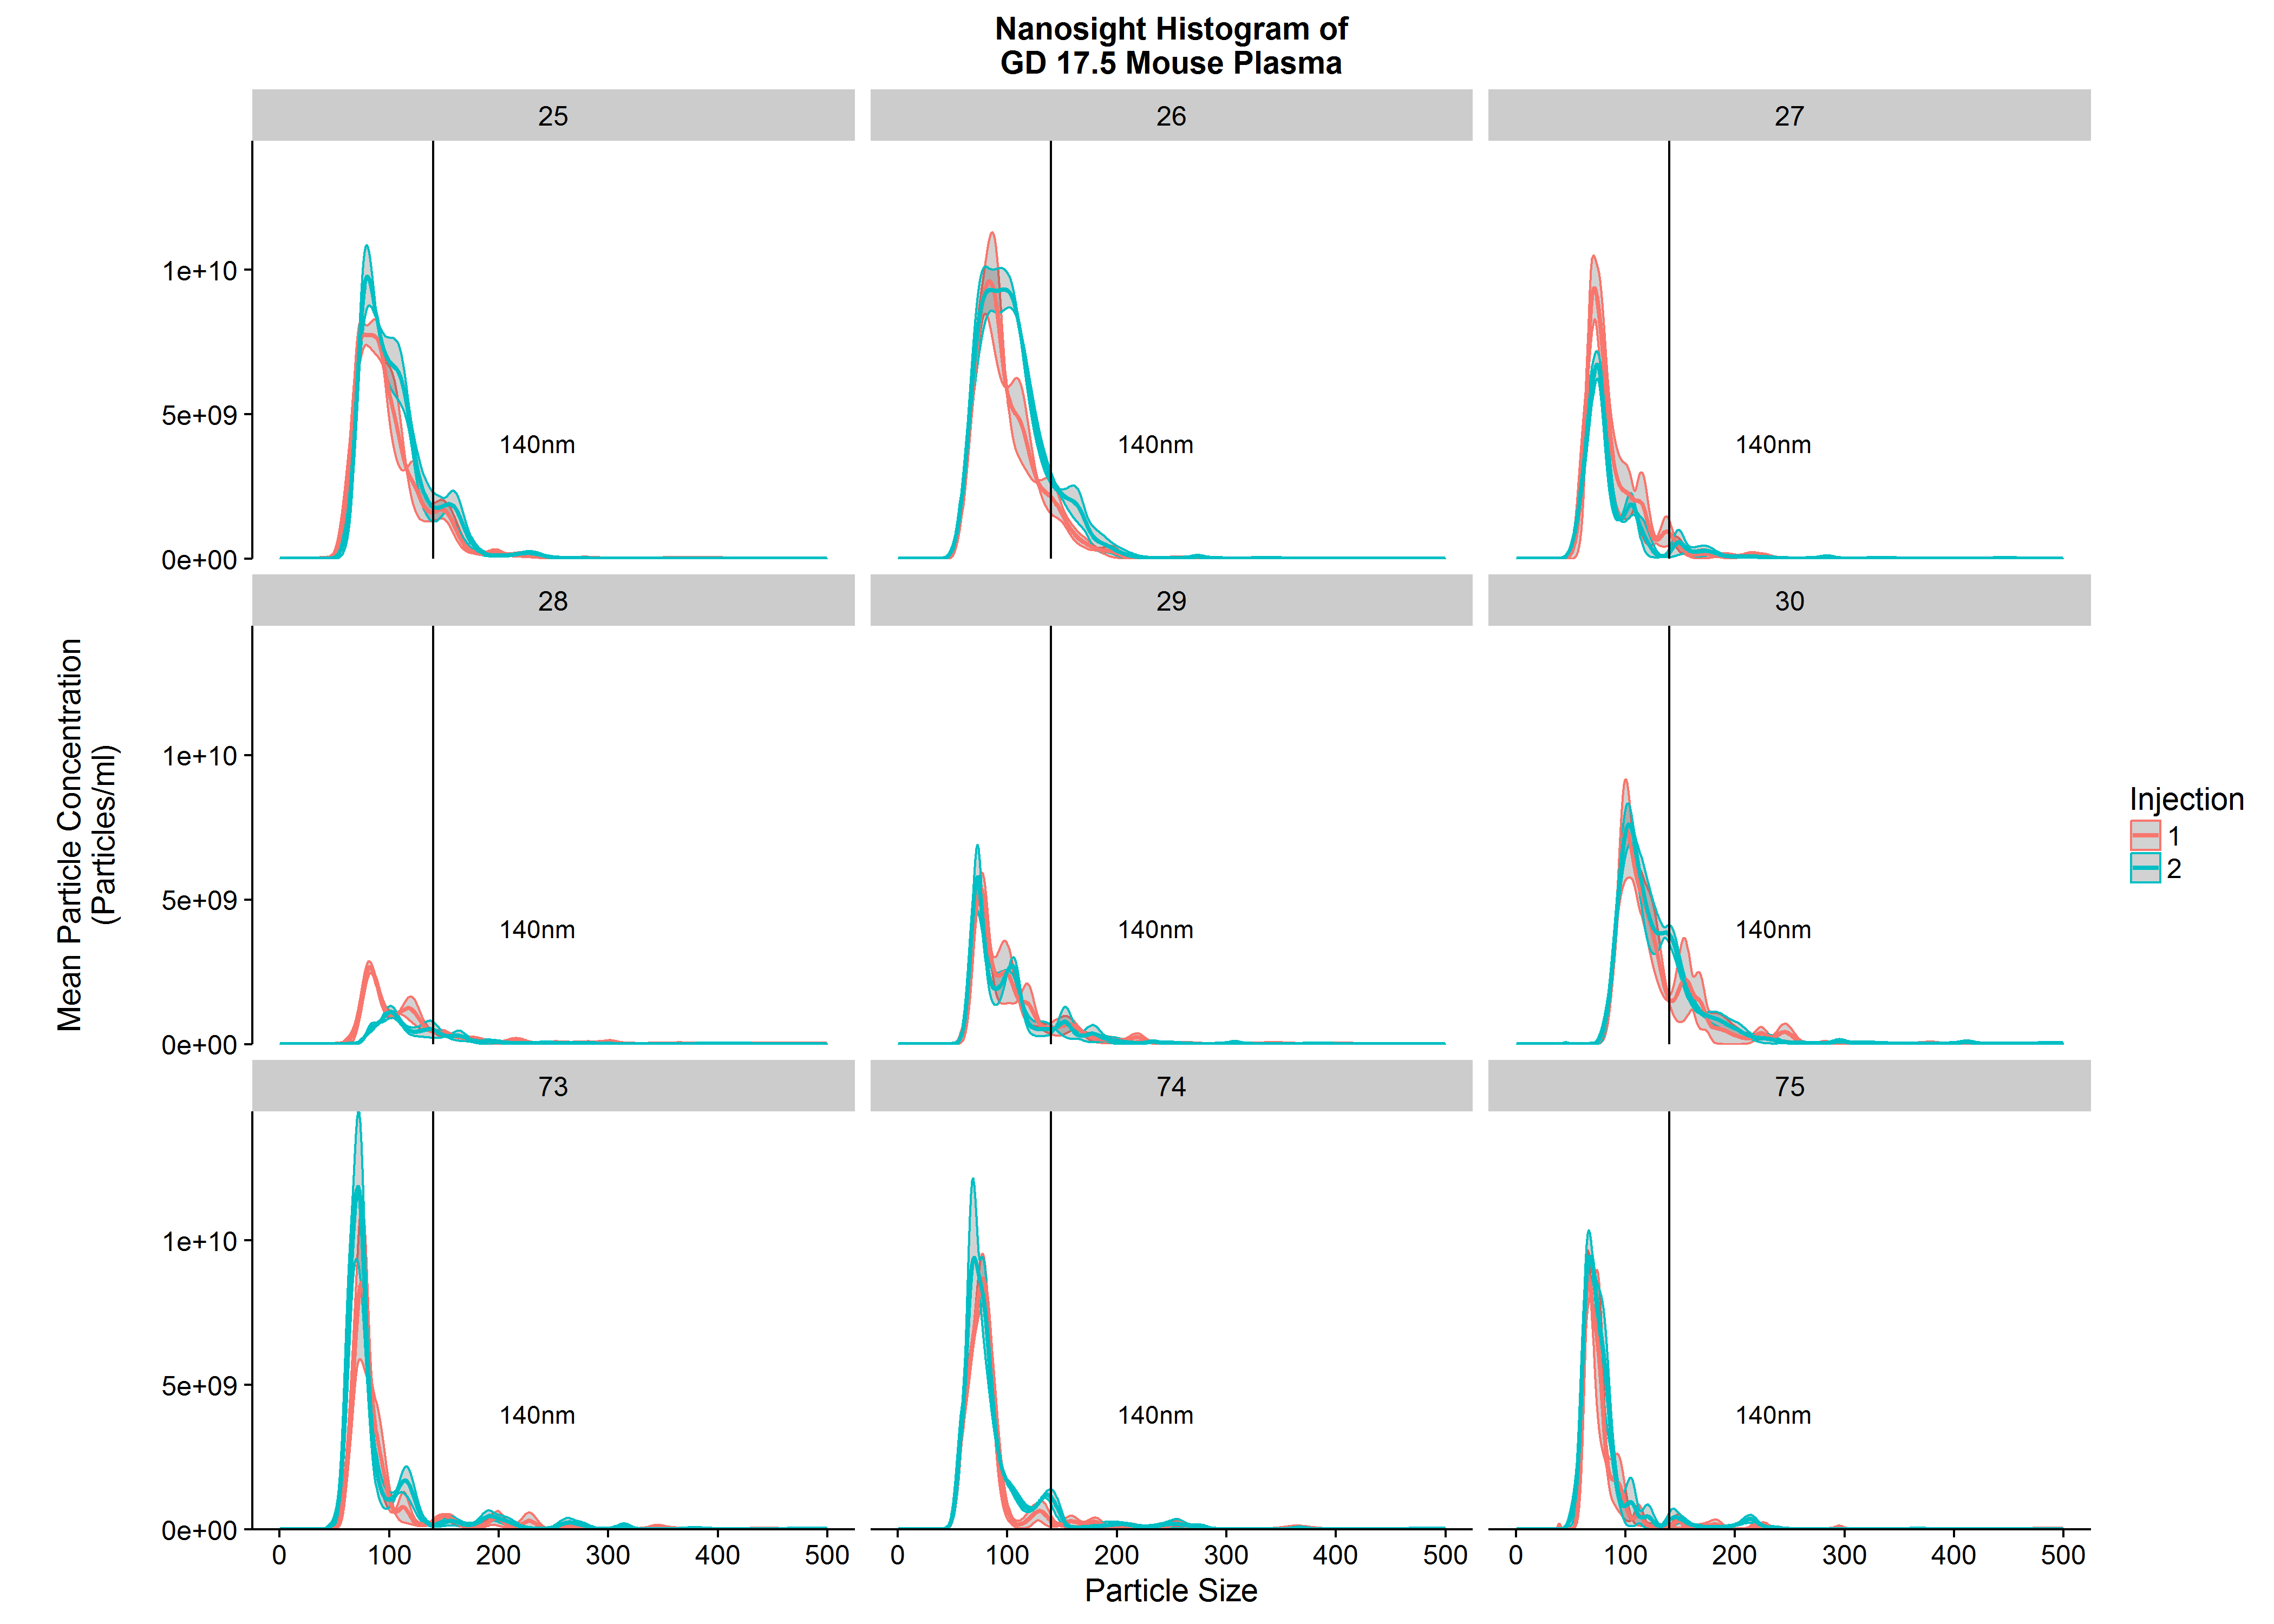 Nanosight Histogram of
GD 17.5 Mouse Plasma
25
26
27
1e+10
5e+09
0e+00
140nm
140nm
140nm
28
29
30
1e+10
5e+09
0e+00
140nm
140nm
140nm
73
74
75
1e+10
5e+09
0e+00
140nm
140nm
140nm
0 100 200 300 400 500
0 100 200 300 400 500
0 100 200 300 400 500
Particle Size
Mean Particle Concentration
(Particles/ml)
Injection
1
2